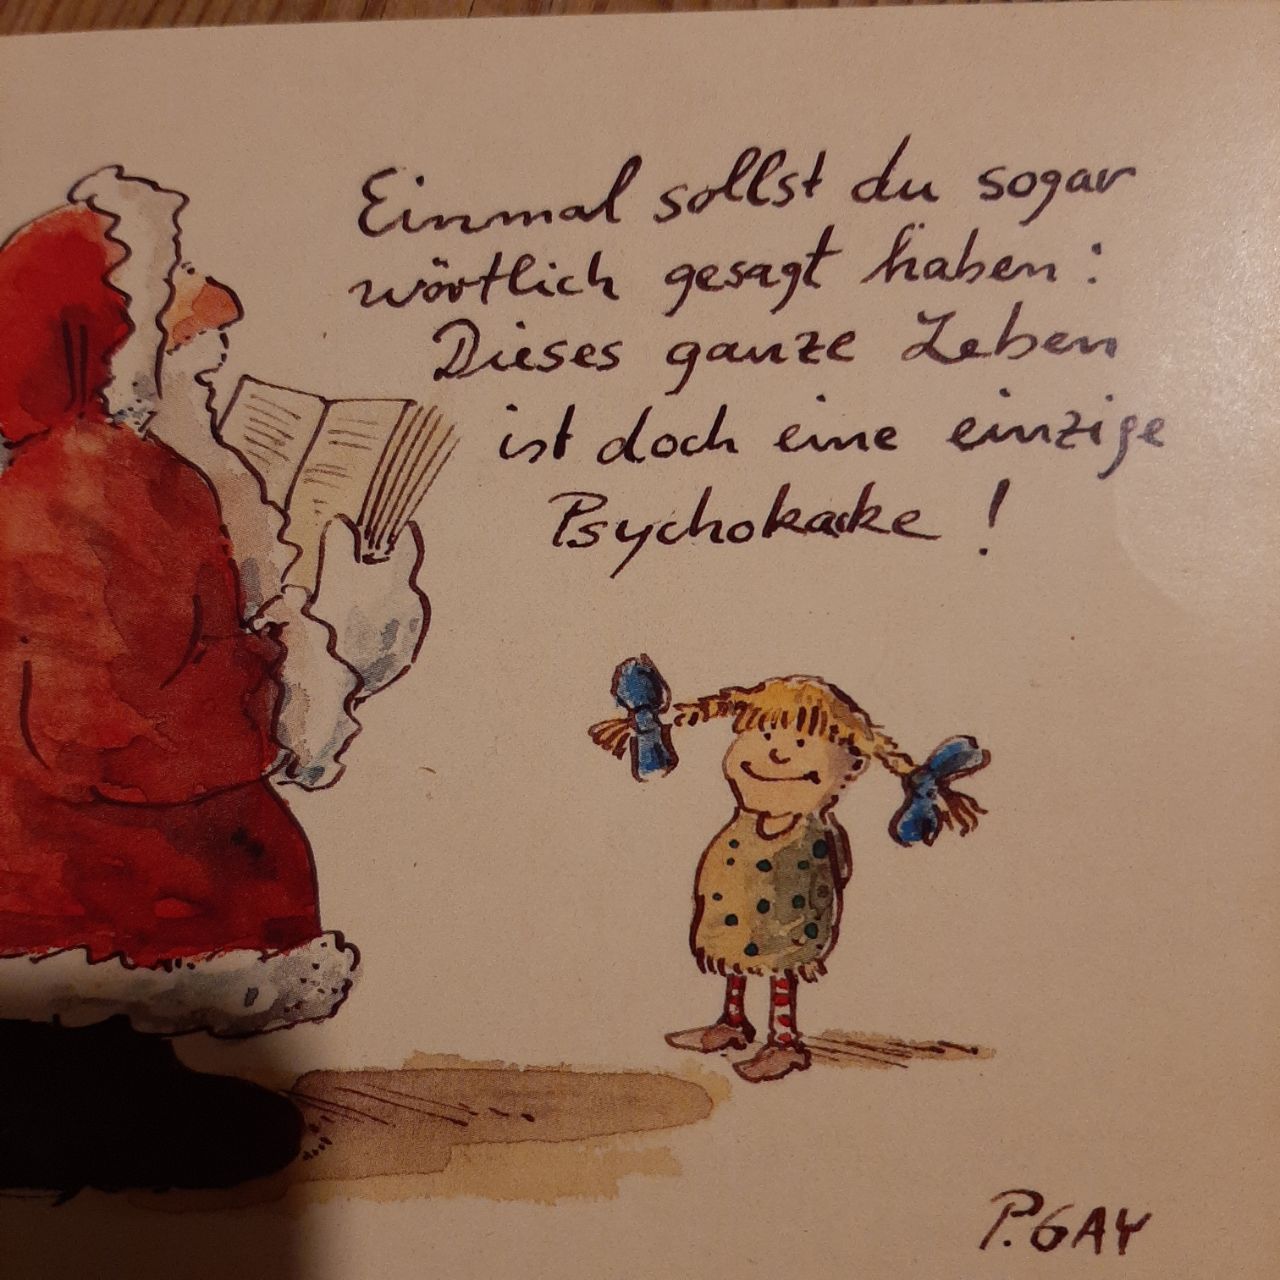 Einmal sollst du sogar
wörtlich gesagt haben:
Dieses ganze Leben
ist doch eine einzige
Psychokacke!
P. GAY